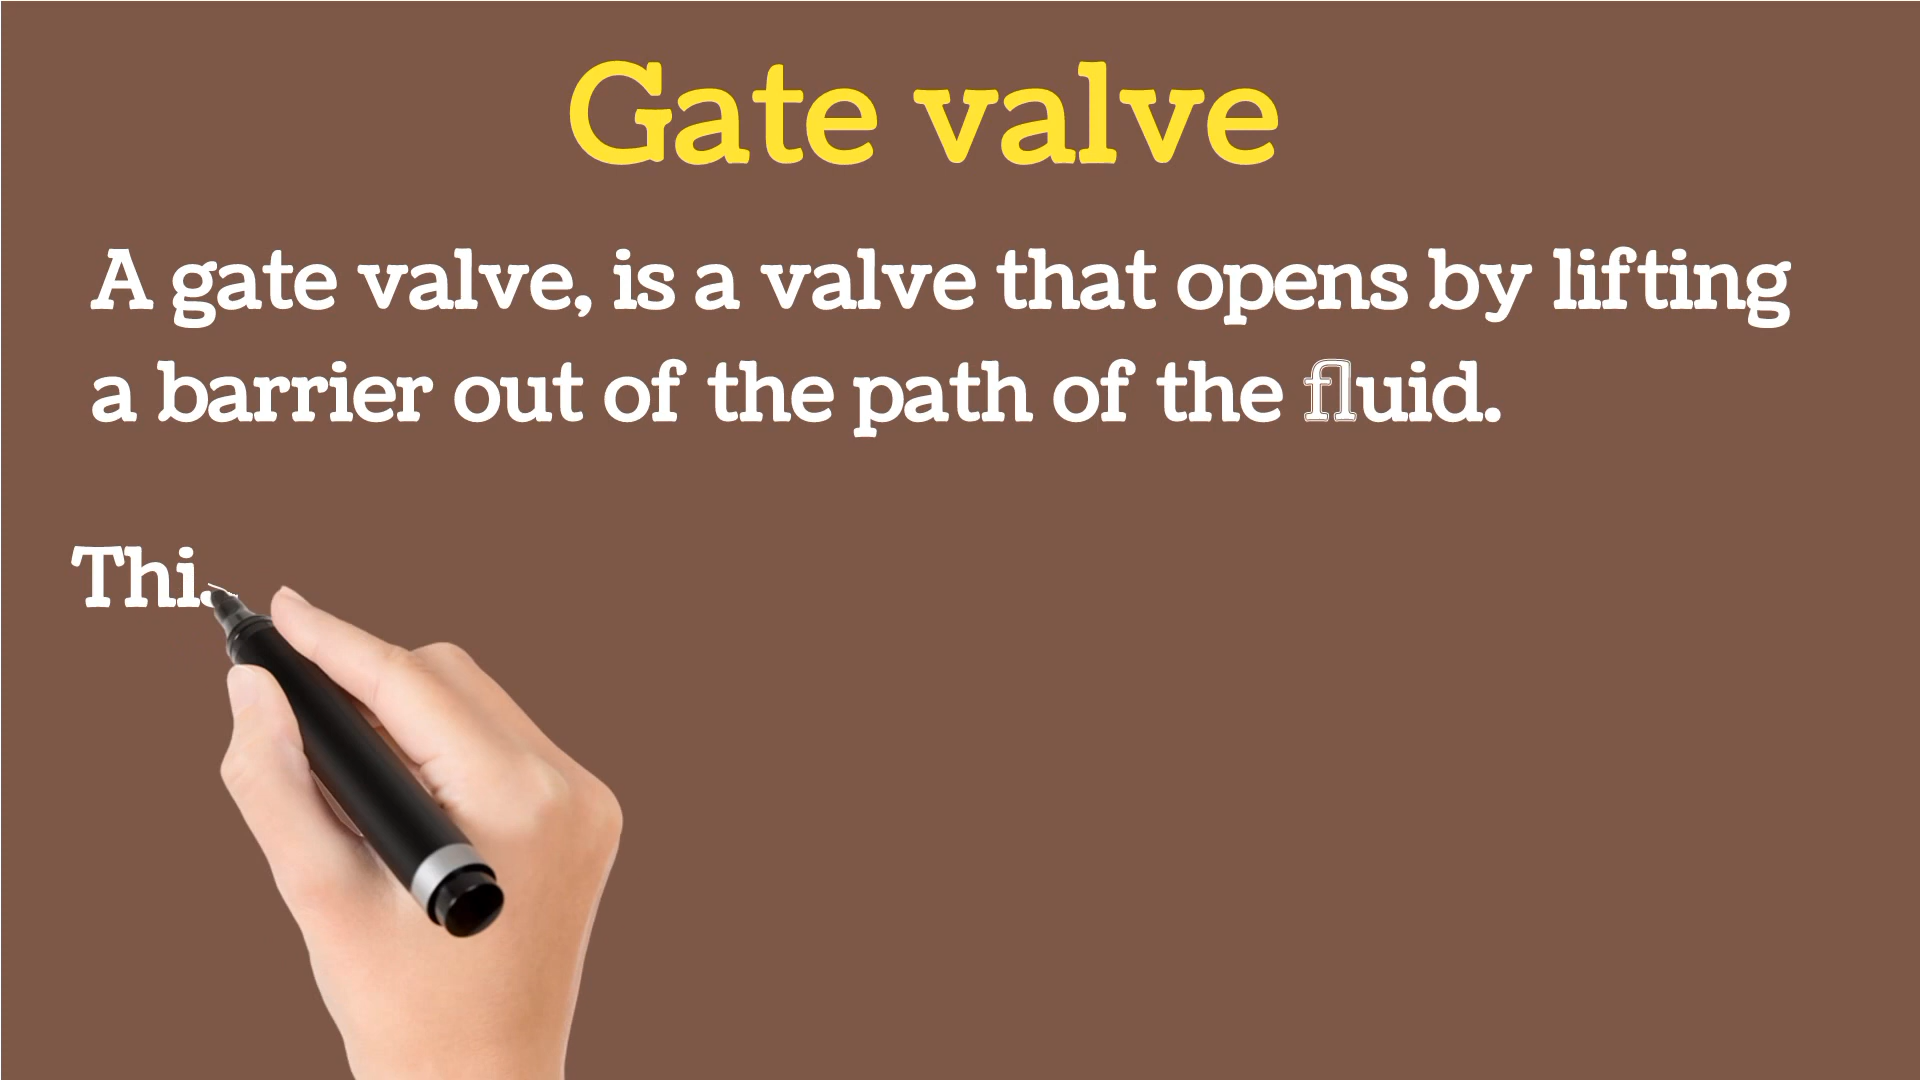 Gate valve
A gate valve, is a valve that opens by lifting
a barrier out of the path of the fluid.
Thi